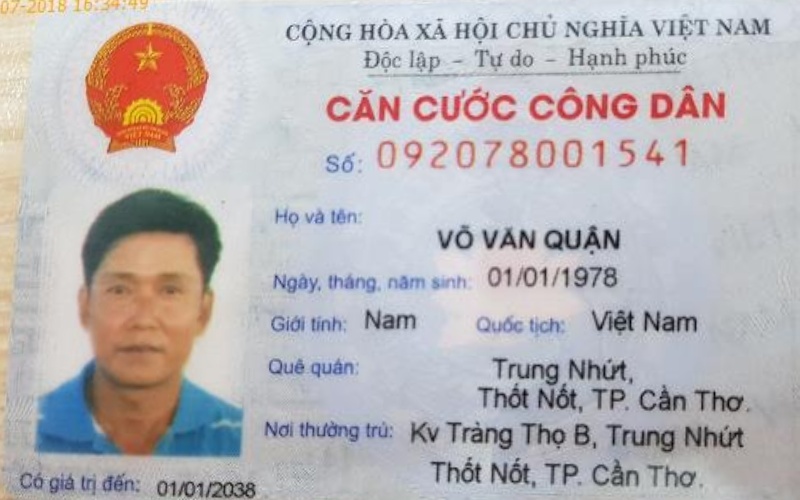 07-2018 16:34:49
CỘNG HÒA XÃ HỘI CHỦ NGHĨA VIỆT NAM
Độc lập - Tự do - Hạnh phúc
CĂN CƯỚC CÔNG DÂN
Số: 092078001541
Họ và tên:
VÕ VĂN QUẬN
Ngày, tháng, năm sinh: 01/01/1978
Giới tính: Nam Quốc tịch: Việt Nam
Quê quán: Trung Nhứt,
Thốt Nốt, TP. Cần Thơ.
Nơi thường trú: Kv Tràng Thọ B, Trung Nhứt
Thốt Nốt, TP. Cần Thơ.
Có giá trị đến: 01/01/2038